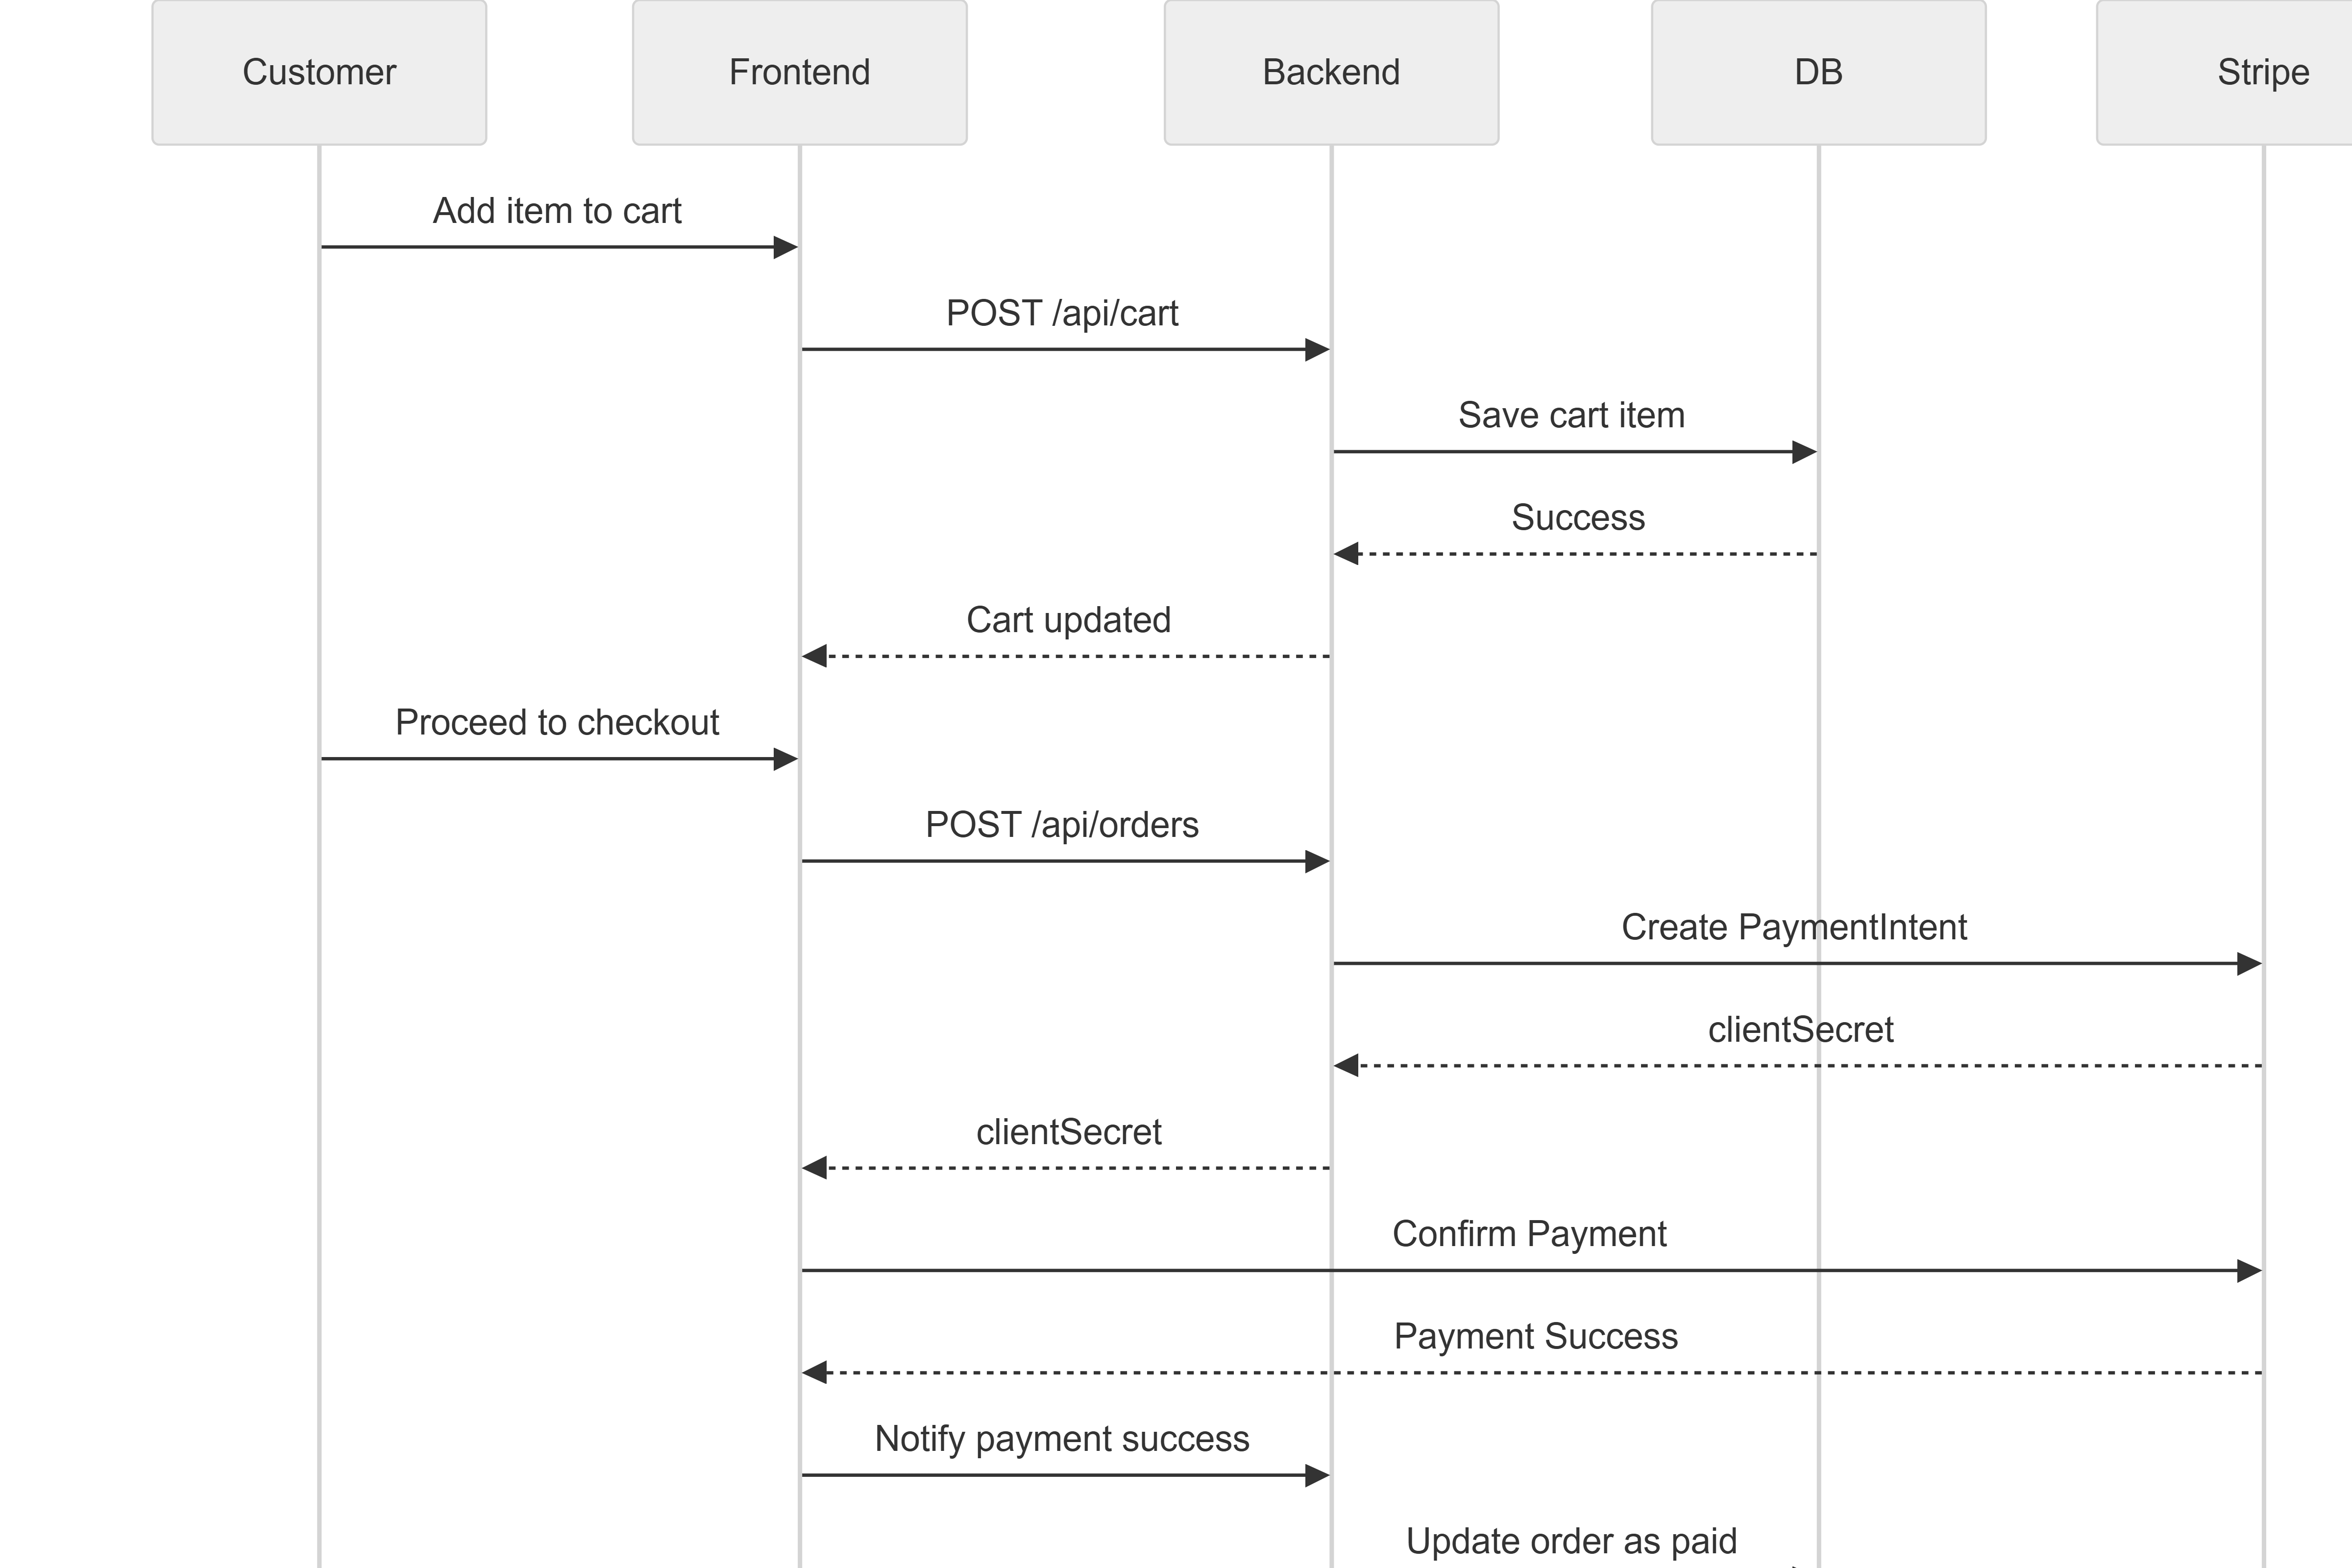 Customer
Frontend
Backend
DB
Stripe
Add item to cart
POST /api/cart
Save cart item
Success
Cart updated
Proceed to checkout
POST /api/orders
Create PaymentIntent
clientSecret
clientSecret
Confirm Payment
Payment Success
Notify payment success
Update order as paid